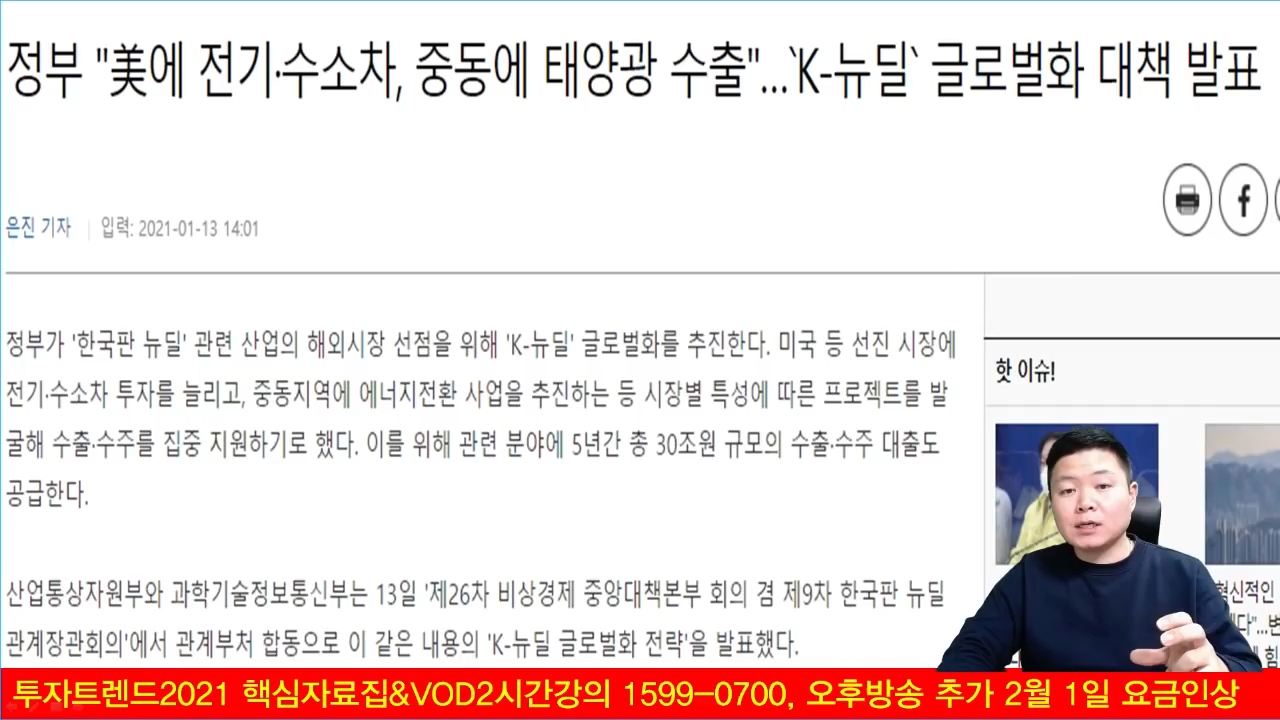 정부 "美에 전기·수소차, 중동에 태양광 수출"...`K-뉴딜` 글로벌화 대책 발표
은진 기자 | 입력: 2021-01-13 14:01
정부가 '한국판 뉴딜' 관련 산업의 해외시장 선점을 위해 'K-뉴딜' 글로벌화를 추진한다. 미국 등 선진 시장에
전기·수소차 투자를 늘리고, 중동지역에 에너지전환 사업을 추진하는 등 시장별 특성에 따른 프로젝트를 발
굴해 수출·수주를 집중 지원하기로 했다. 이를 위해 관련 분야에 5년간 총 30조원 규모의 수출·수주 대출도
공급한다.
산업통상자원부와 과학기술정보통신부는 13일 '제26차 비상경제 중앙대책본부 회의 겸 제9차 한국판 뉴딜
관계장관회의'에서 관계부처 합동으로 이 같은 내용의 'K-뉴딜 글로벌화 전략'을 발표했다.
핫 이슈!
혁신적인
투자트렌드2021 핵심자료집&VOD2시간강의 1599-0700, 오후방송 추가 2월 1일 요금인상